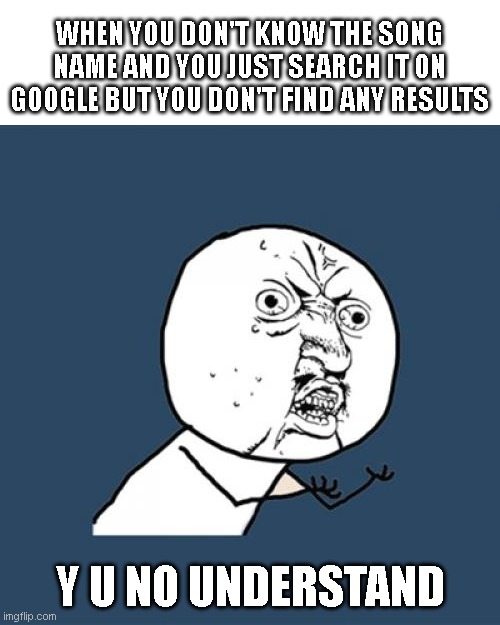 WHEN YOU DON'T KNOW THE SONG
NAME AND YOU JUST SEARCH IT ON
GOOGLE BUT YOU DON'T FIND ANY RESULTS
Y U NO UNDERSTAND
imgflip.com